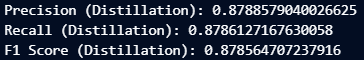 Precision (Distillation): 0.8788579040026625
Recall (Distillation): 0.8786127167630058
F1 Score (Distillation): 0.878564707237916